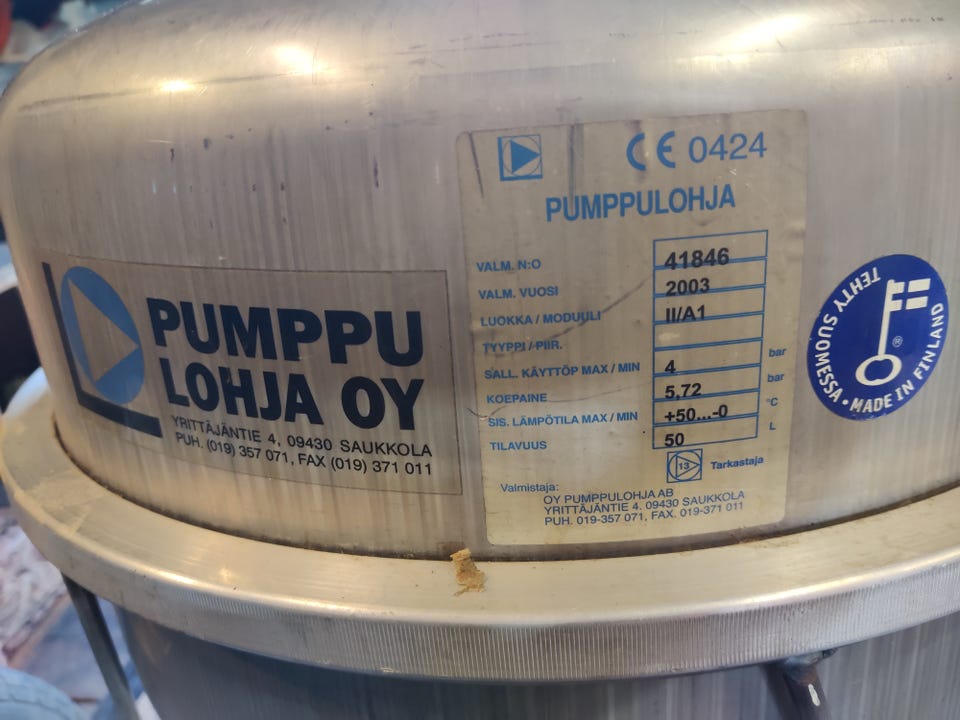 PUMPPU
LOHJA OY
YRITTÄJÄNTIE 4, 09430 SAUKKOLA
PUH. (019) 357 071, FAX (019) 371 011
CE 0424
PUMPPULOHJA
VALM. N:O 41846
VALM. VUOSI 2003
LUOKKA / MODUULI II/A1
TYYPPI / PIIR.
SALL. KÄYTTÖP MAX / MIN 4 bar
KOEPAINE 5,72 bar
SIS. LÄMPÖTILA MAX / MIN +50...-0 °C
TILAVUUS 50 L
13 Tarkastaja
Valmistaja:
OY PUMPPULOHJA AB
YRITTÄJÄNTIE 4. 09430 SAUKKOLA
PUH. 019-357 071, FAX. 019-371 011
TEHTY SUOMESSA • MADE IN FINLAND
®